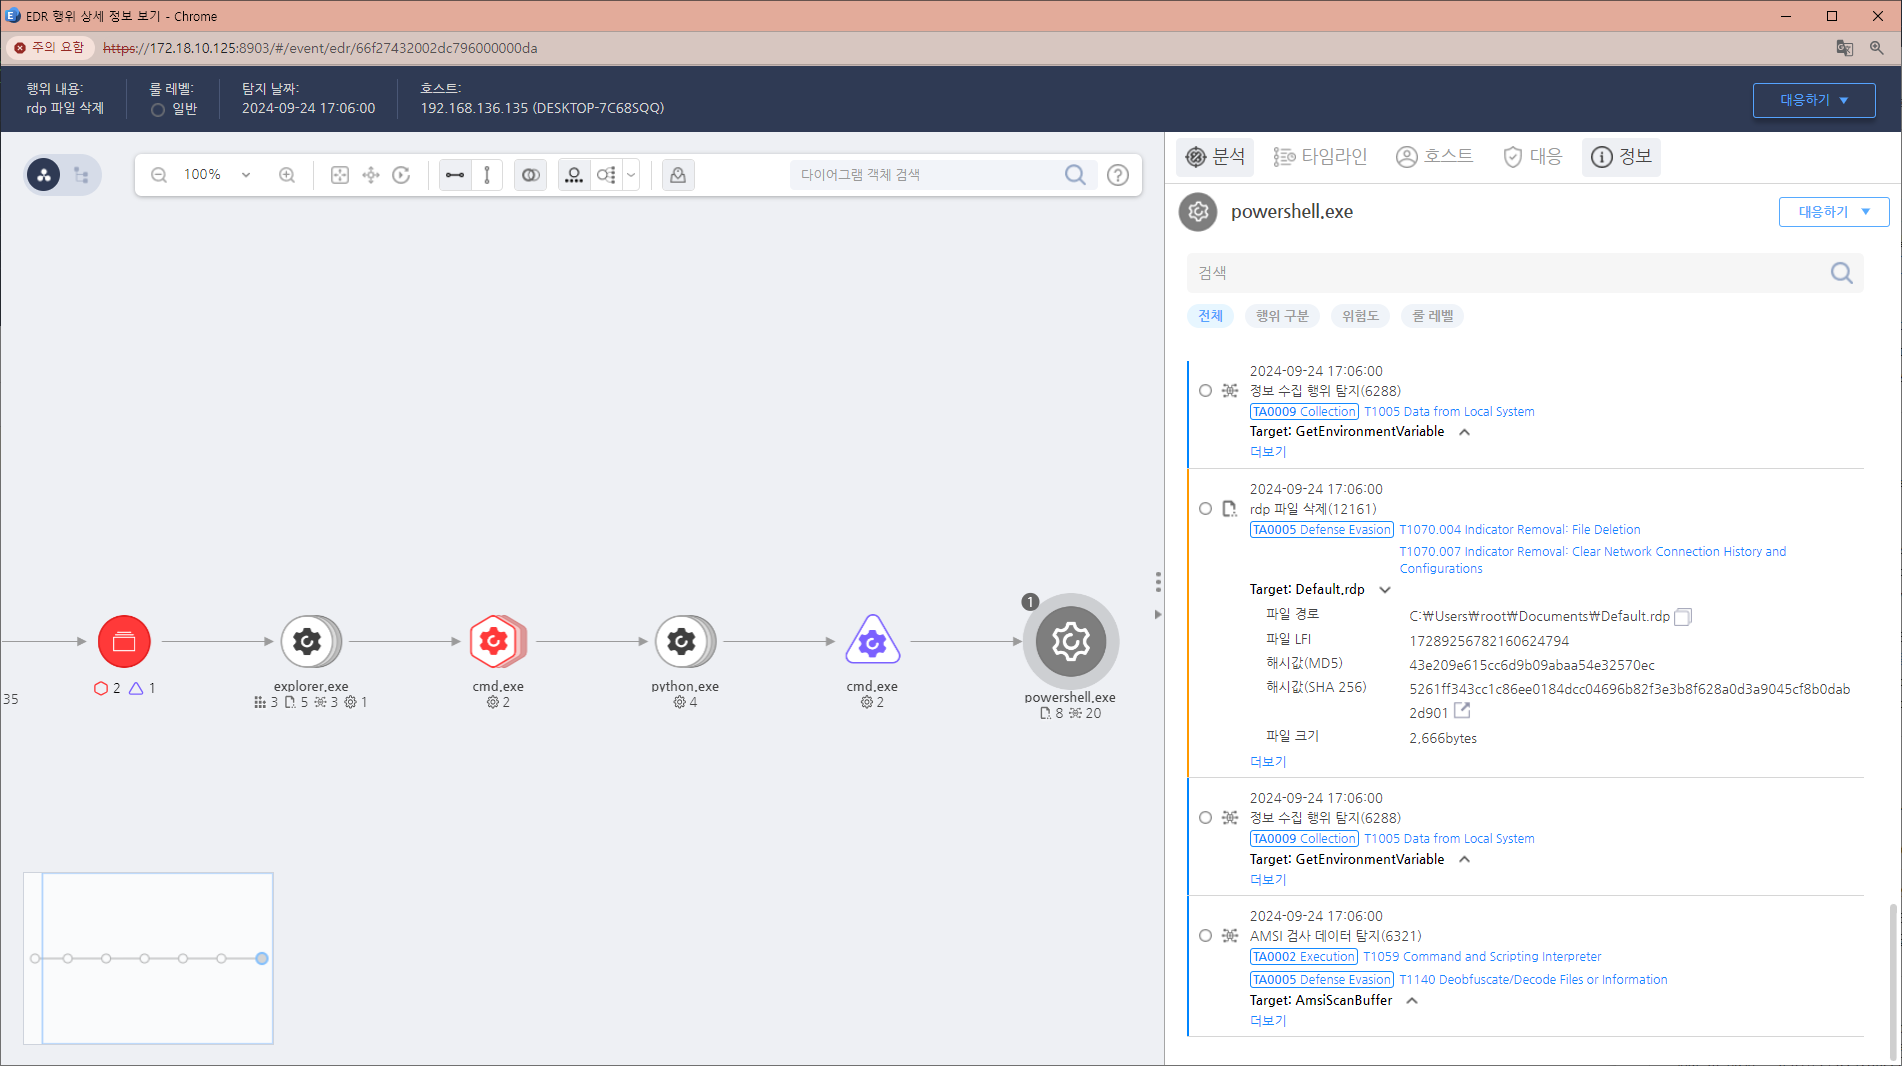 EDR 행위 상세 정보 보기 - Chrome
주의 요함
https://172.18.10.125:8903/#/event/edr/66f27432002dc796000000da
행위 내용:
rdp 파일 삭제
룰 레벨:
일반
탐지 날짜:
2024-09-24 17:06:00
호스트:
192.168.136.135 (DESKTOP-7C68SQQ)
대응하기
100%
다이어그램 객체 검색
35
2 1
explorer.exe
3 5 3 1
cmd.exe
2
python.exe
4
cmd.exe
2
1
powershell.exe
8 20
분석
타임라인
호스트
대응
정보
powershell.exe
대응하기
검색
전체
행위 구분
위험도
룰 레벨
2024-09-24 17:06:00
정보 수집 행위 탐지(6288)
TA0009 Collection T1005 Data from Local System
Target: GetEnvironmentVariable
더보기
2024-09-24 17:06:00
rdp 파일 삭제(12161)
TA0005 Defense Evasion T1070.004 Indicator Removal: File Deletion
T1070.007 Indicator Removal: Clear Network Connection History and
Configurations
Target: Default.rdp
파일 경로 C:₩Users₩root₩Documents₩Default.rdp
파일 LFI 17289256782160624794
해시값(MD5) 43e209e615cc6d9b09abaa54e32570ec
해시값(SHA 256) 5261ff343cc1c86ee0184dcc04696b82f3e3b8f628a0d3a9045cf8b0dab
2d901
파일 크기 2,666bytes
더보기
2024-09-24 17:06:00
정보 수집 행위 탐지(6288)
TA0009 Collection T1005 Data from Local System
Target: GetEnvironmentVariable
더보기
2024-09-24 17:06:00
AMSI 검사 데이터 탐지(6321)
TA0002 Execution T1059 Command and Scripting Interpreter
TA0005 Defense Evasion T1140 Deobfuscate/Decode Files or Information
Target: AmsiScanBuffer
더보기